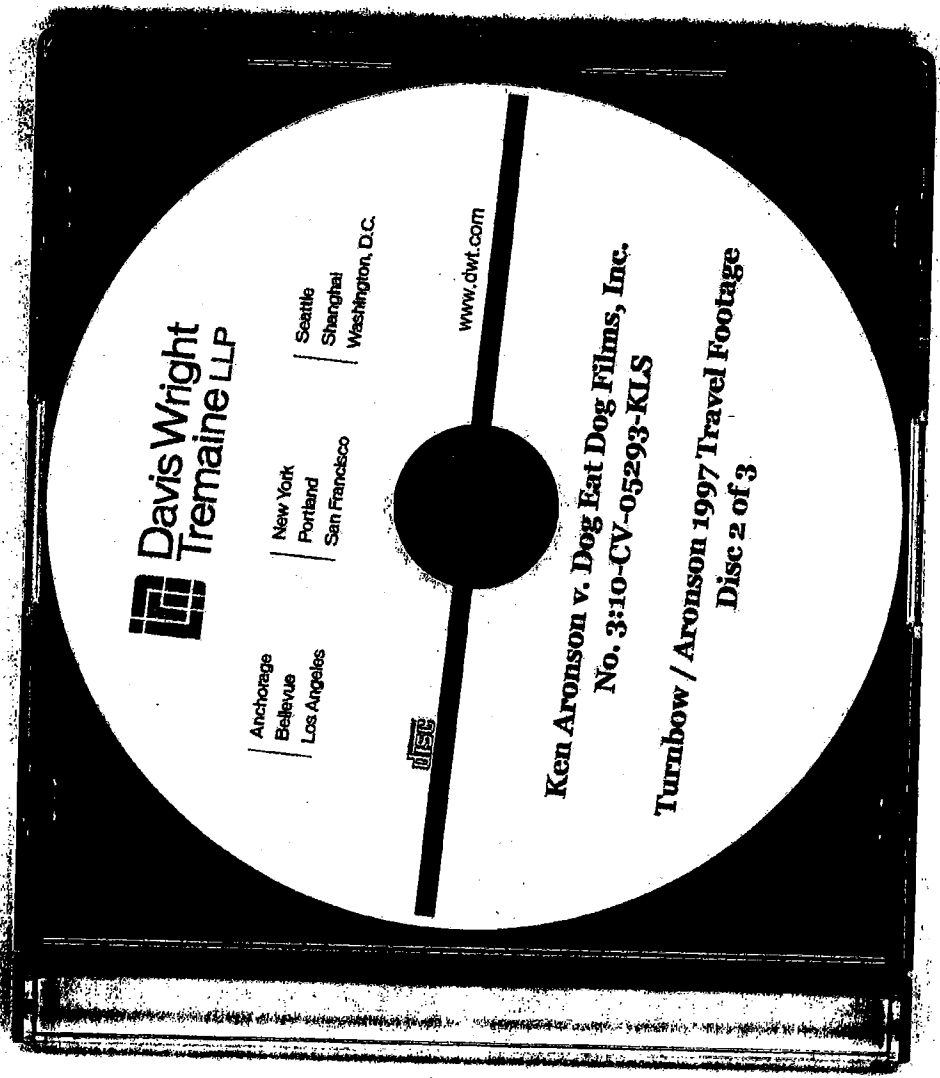 Davis Wright
Tremaine LLP
Anchorage
Bellevue
Los Angeles
New York
Portland
San Francisco
Seattle
Shanghai
Washington, D.C.
disc
www.dwt.com
Ken Aronson v. Dog Eat Dog Films, Inc.
No. 3:10-CV-05293-KLS
Turnbow / Aronson 1997 Travel Footage
Disc 2 of 3